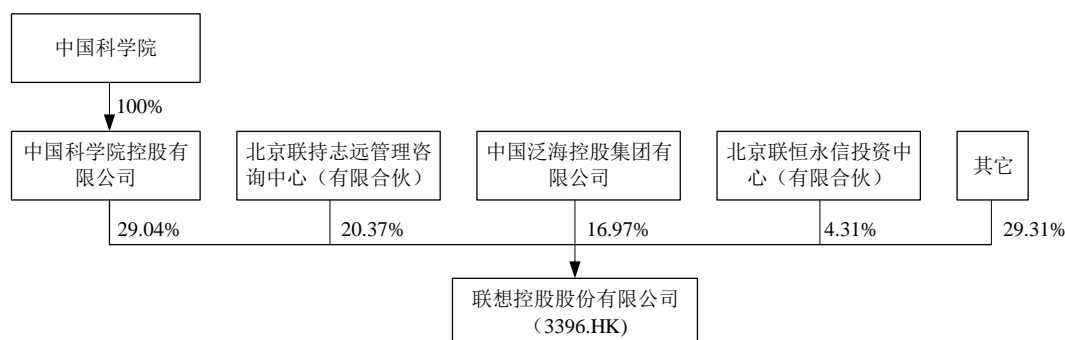 中国科学院
100%
中国科学院控股有
限公司
北京联持志远管理咨
询中心（有限合伙）
中国泛海控股集团有
限公司
北京联恒永信投资中
心（有限合伙）
其它
29.04%
20.37%
16.97%
4.31%
29.31%
联想控股股份有限公司
（3396.HK)